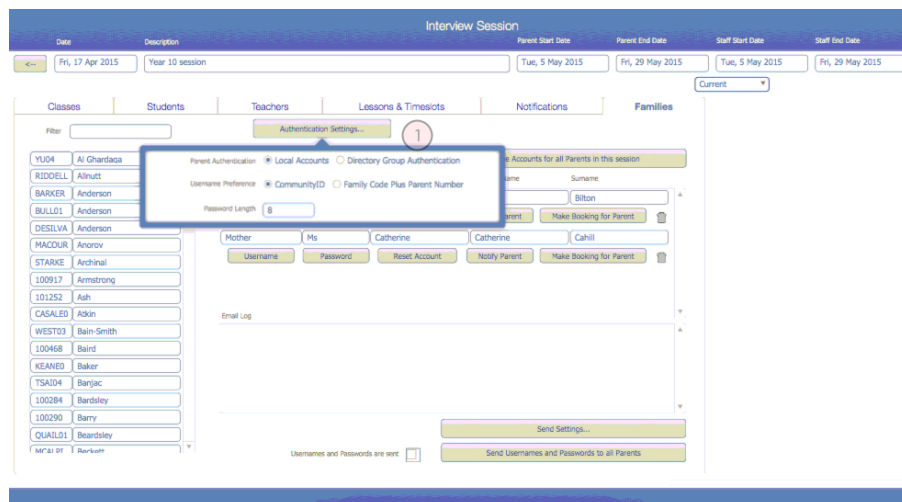 Interview Session
Date Description Parent Start Date Parent End Date Staff Start Date Staff End Date
<-- Fri, 17 Apr 2015 Year 10 session Tue, 5 May 2015 Fri, 29 May 2015 Tue, 5 May 2015 Fri, 29 May 2015
Current
Classes Students Teachers Lessons & Timeslots Notifications Families
Filter Authentication Settings... 1
YU04 Al Ghardaqa Parent Authentication Local Accounts Directory Group Authentication Accounts for all Parents in this session
RIDDELL Allnutt Surname
BARKER Anderson Username Preference CommunityID Family Code Plus Parent Number Bilton
BULL01 Anderson Password Length 8 Make Booking for Parent
DESILVA Anderson Mother Ms Catherine Catherine Cahill
MACDUR Anorov
STARKE Archinal Username Password Reset Account Notify Parent Make Booking for Parent
100917 Armstrong
101252 Ash
CASALE0 Atkin Email Log
WEST03 Bain-Smith
100468 Baird
KEANE0 Baker
TSAI04 Banjac
100284 Bardsley
100290 Barry
QUAIL01 Beardsley Send Settings...
MCALPI Beckett Usernames and Passwords are sent Send Usernames and Passwords to all Parents